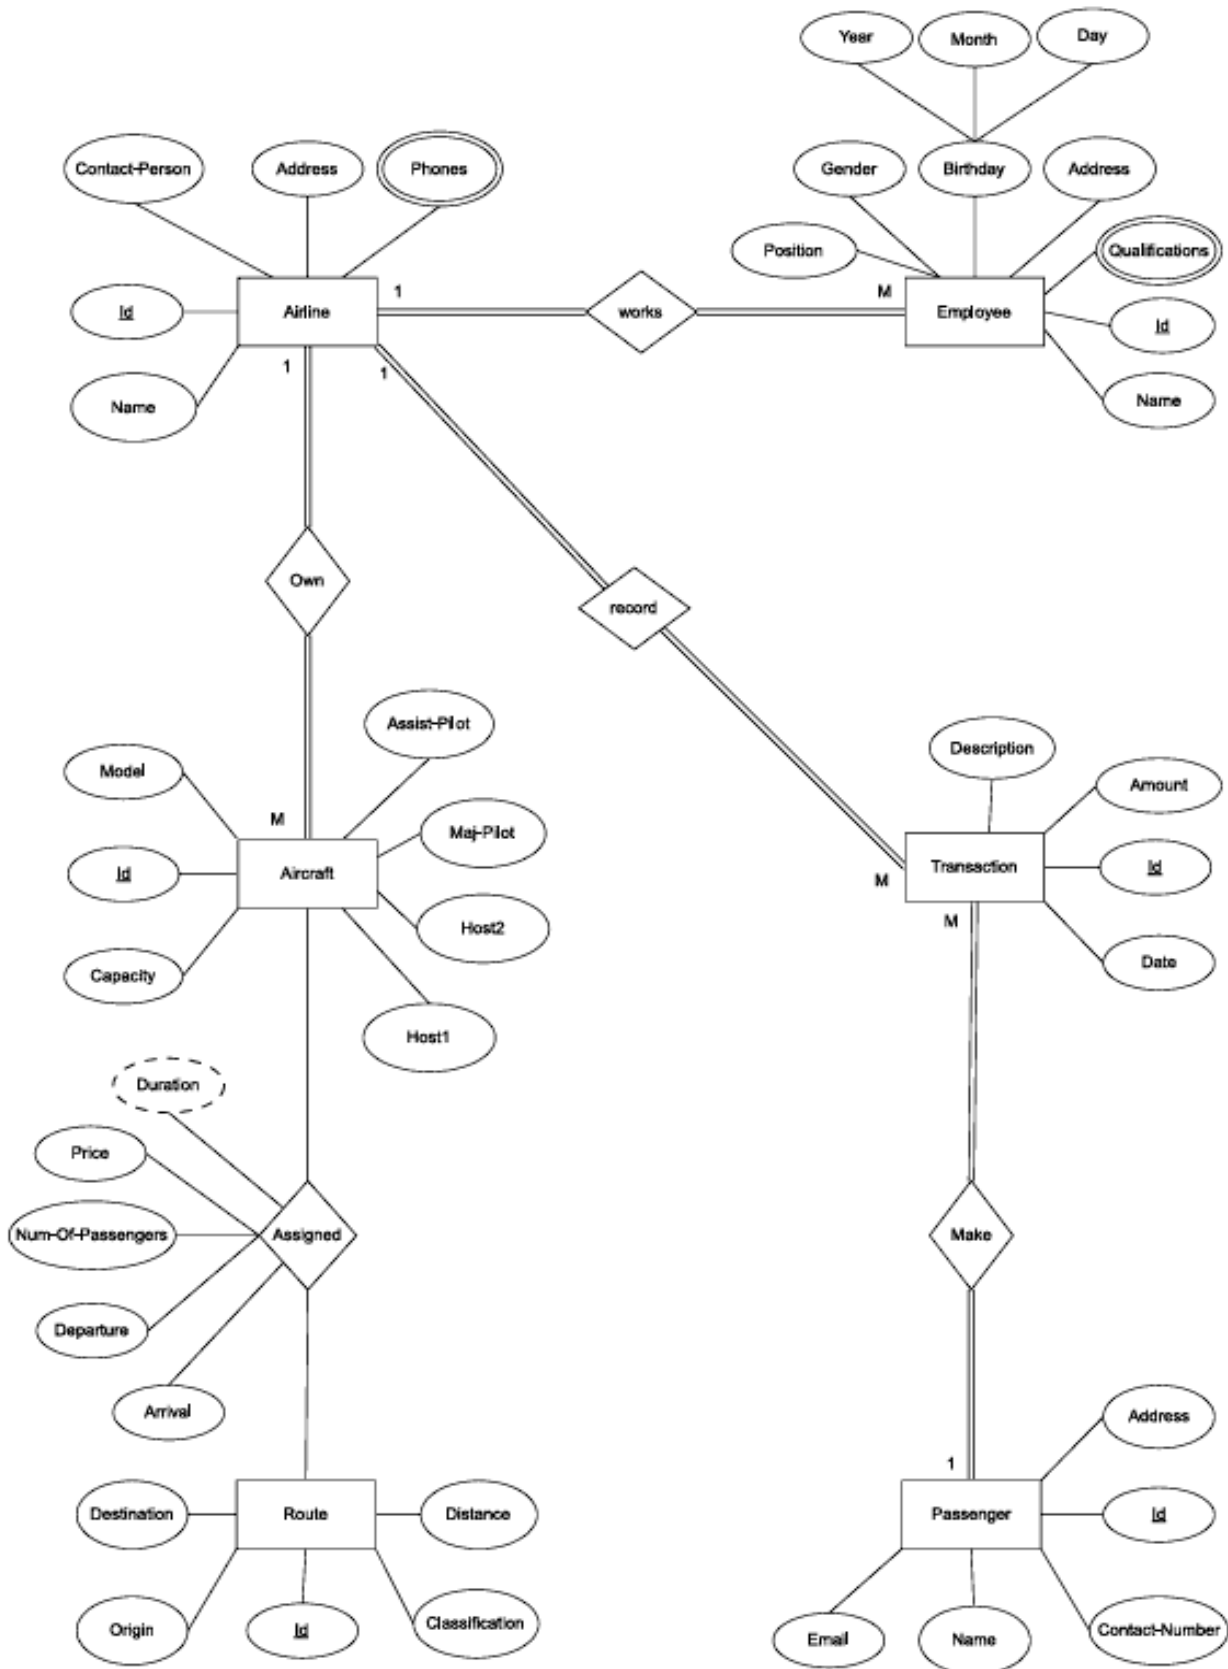 Year
Month
Day
Contact-Person
Address
Phones
Gender
Birthday
Address
Position
Qualifications
Id
Airline
1
works
M
Employee
Id
Name
1
1
Name
Own
record
Assist-Pilot
Description
Model
Amount
M
Maj-Pilot
Id
Aircraft
Transaction
Id
M
Host2
M
Capacity
Date
Host1
Duration
Price
Num-Of-Passengers
Assigned
Make
Departure
Arrival
Address
1
Destination
Route
Distance
Passenger
Id
Origin
Id
Classification
Contact-Number
Email
Name